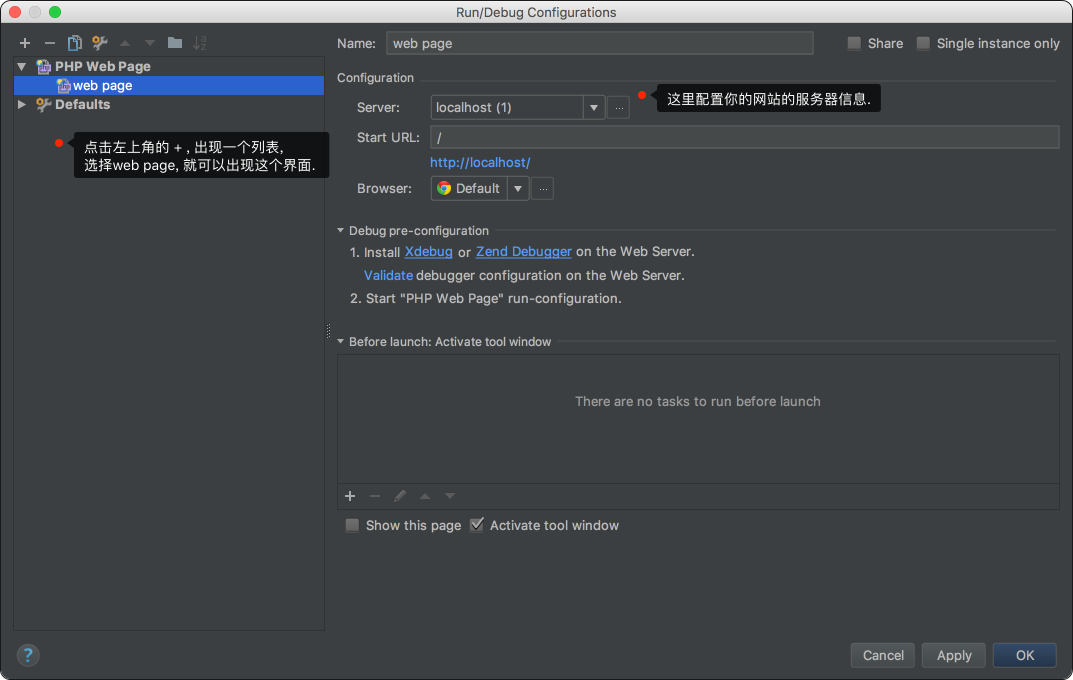 Run/Debug Configurations
Name: web page
Share
Single instance only
PHP Web Page
web page
Defaults
点击左上角的 + , 出现一个列表,
选择web page, 就可以出现这个界面.
Configuration
Server: localhost (1) ...
这里配置你的网站的服务器信息.
Start URL: /
http://localhost/
Browser: Default ...
Debug pre-configuration
1. Install Xdebug or Zend Debugger on the Web Server.
Validate debugger configuration on the Web Server.
2. Start "PHP Web Page" run-configuration.
Before launch: Activate tool window
There are no tasks to run before launch
Show this page
Activate tool window
?
Cancel
Apply
OK